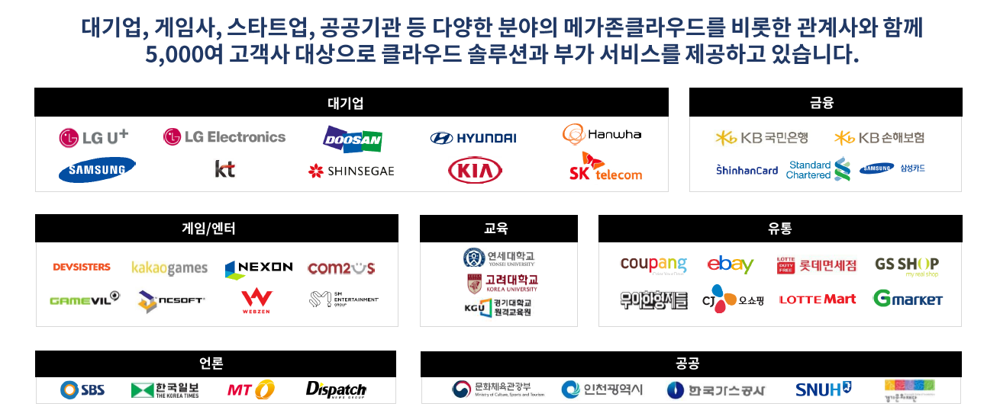 대기업, 게임사, 스타트업, 공공기관 등 다양한 분야의 메가존클라우드를 비롯한 관계사와 함께
5,000여 고객사 대상으로 클라우드 솔루션과 부가 서비스를 제공하고 있습니다.
대기업
LG U+
LG Electronics
DOOSAN
HYUNDAI
Hanwha
SAMSUNG
kt
SHINSEGAE
KIA
SK telecom
금융
KB 국민은행
KB 손해보험
ShinhanCard
Standard
Chartered
SAMSUNG 삼성카드
게임/엔터
DEVSISTERS
kakaogames
NEXON
com2uS
GAMEVIL
NCSOFT
WEBZEN
SM
ENTERTAINMENT
GROUP
교육
연세대학교
YONSEI UNIVERSITY
고려대학교
KOREA UNIVERSITY
KGU 경기대학교
원격교육원
유통
coupang
ebay
LOTTE
DUTY
FREE
롯데면세점
GS SHOP
my real shop
우아한형제들
CJ 오쇼핑
LOTTE Mart
Gmarket
언론
SBS
한국일보
THE KOREA TIMES
MT
Dispatch
NEWS GROUP
공공
문화체육관광부
Ministry of Culture, Sports and Tourism
인천광역시
한국가스공사
SNUH
경기문화재단